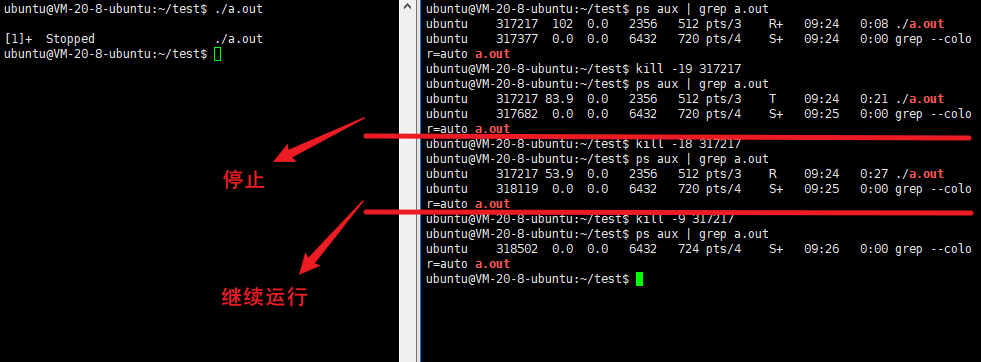 ubuntu@VM-20-8-ubuntu:~/test$ ./a.out
[1]+  Stopped                 ./a.out
ubuntu@VM-20-8-ubuntu:~/test$
停止
继续运行
ubuntu@VM-20-8-ubuntu:~/test$ ps aux | grep a.out
ubuntu    317217  102  0.0   2356   512 pts/3    R+   09:24   0:08 ./a.out
ubuntu    317377  0.0  0.0   6432   720 pts/4    S+   09:24   0:00 grep --colo
r=auto a.out
ubuntu@VM-20-8-ubuntu:~/test$ kill -19 317217
ubuntu@VM-20-8-ubuntu:~/test$ ps aux | grep a.out
ubuntu    317217 83.9  0.0   2356   512 pts/3    T    09:24   0:21 ./a.out
ubuntu    317682  0.0  0.0   6432   720 pts/4    S+   09:25   0:00 grep --colo
r=auto a.out
ubuntu@VM-20-8-ubuntu:~/test$ kill -18 317217
ubuntu@VM-20-8-ubuntu:~/test$ ps aux | grep a.out
ubuntu    317217 53.9  0.0   2356   512 pts/3    R    09:24   0:27 ./a.out
ubuntu    318119  0.0  0.0   6432   720 pts/4    S+   09:25   0:00 grep --colo
r=auto a.out
ubuntu@VM-20-8-ubuntu:~/test$ kill -9 317217
ubuntu@VM-20-8-ubuntu:~/test$ ps aux | grep a.out
ubuntu    318502  0.0  0.0   6432   724 pts/4    S+   09:26   0:00 grep --colo
r=auto a.out
ubuntu@VM-20-8-ubuntu:~/test$